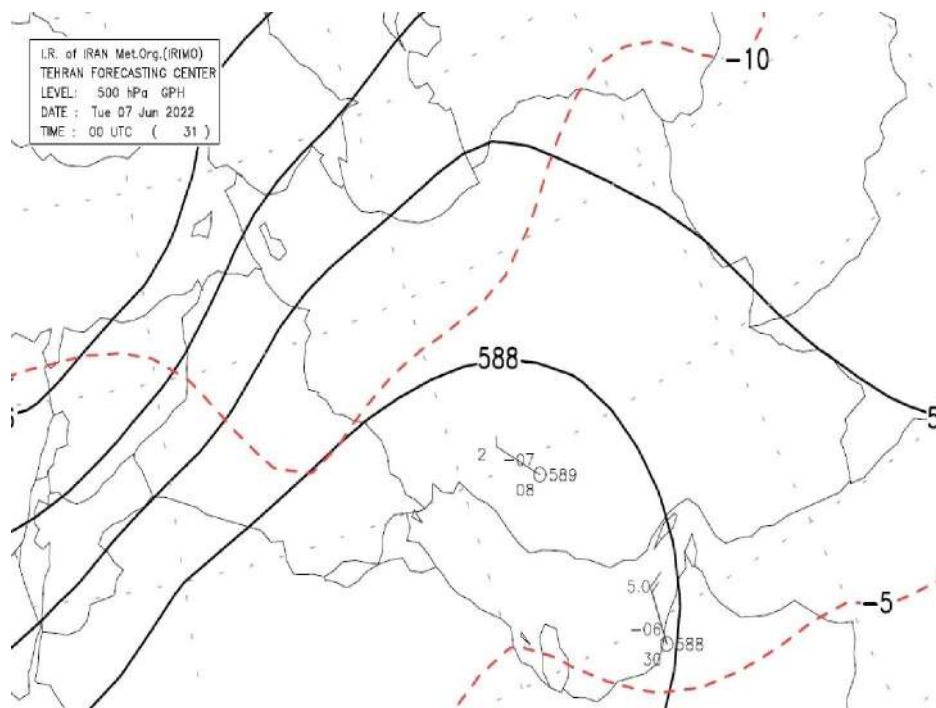 I.R. of IRAN Met.Org.(IRIMO)
TEHRAN FORECASTING CENTER
LEVEL: 500 hPa GPH
DATE : Tue 07 Jun 2022
TIME : 00 UTC ( 31 )
-10
588
2
-07
589
08
5.0
-5
-06
588
30